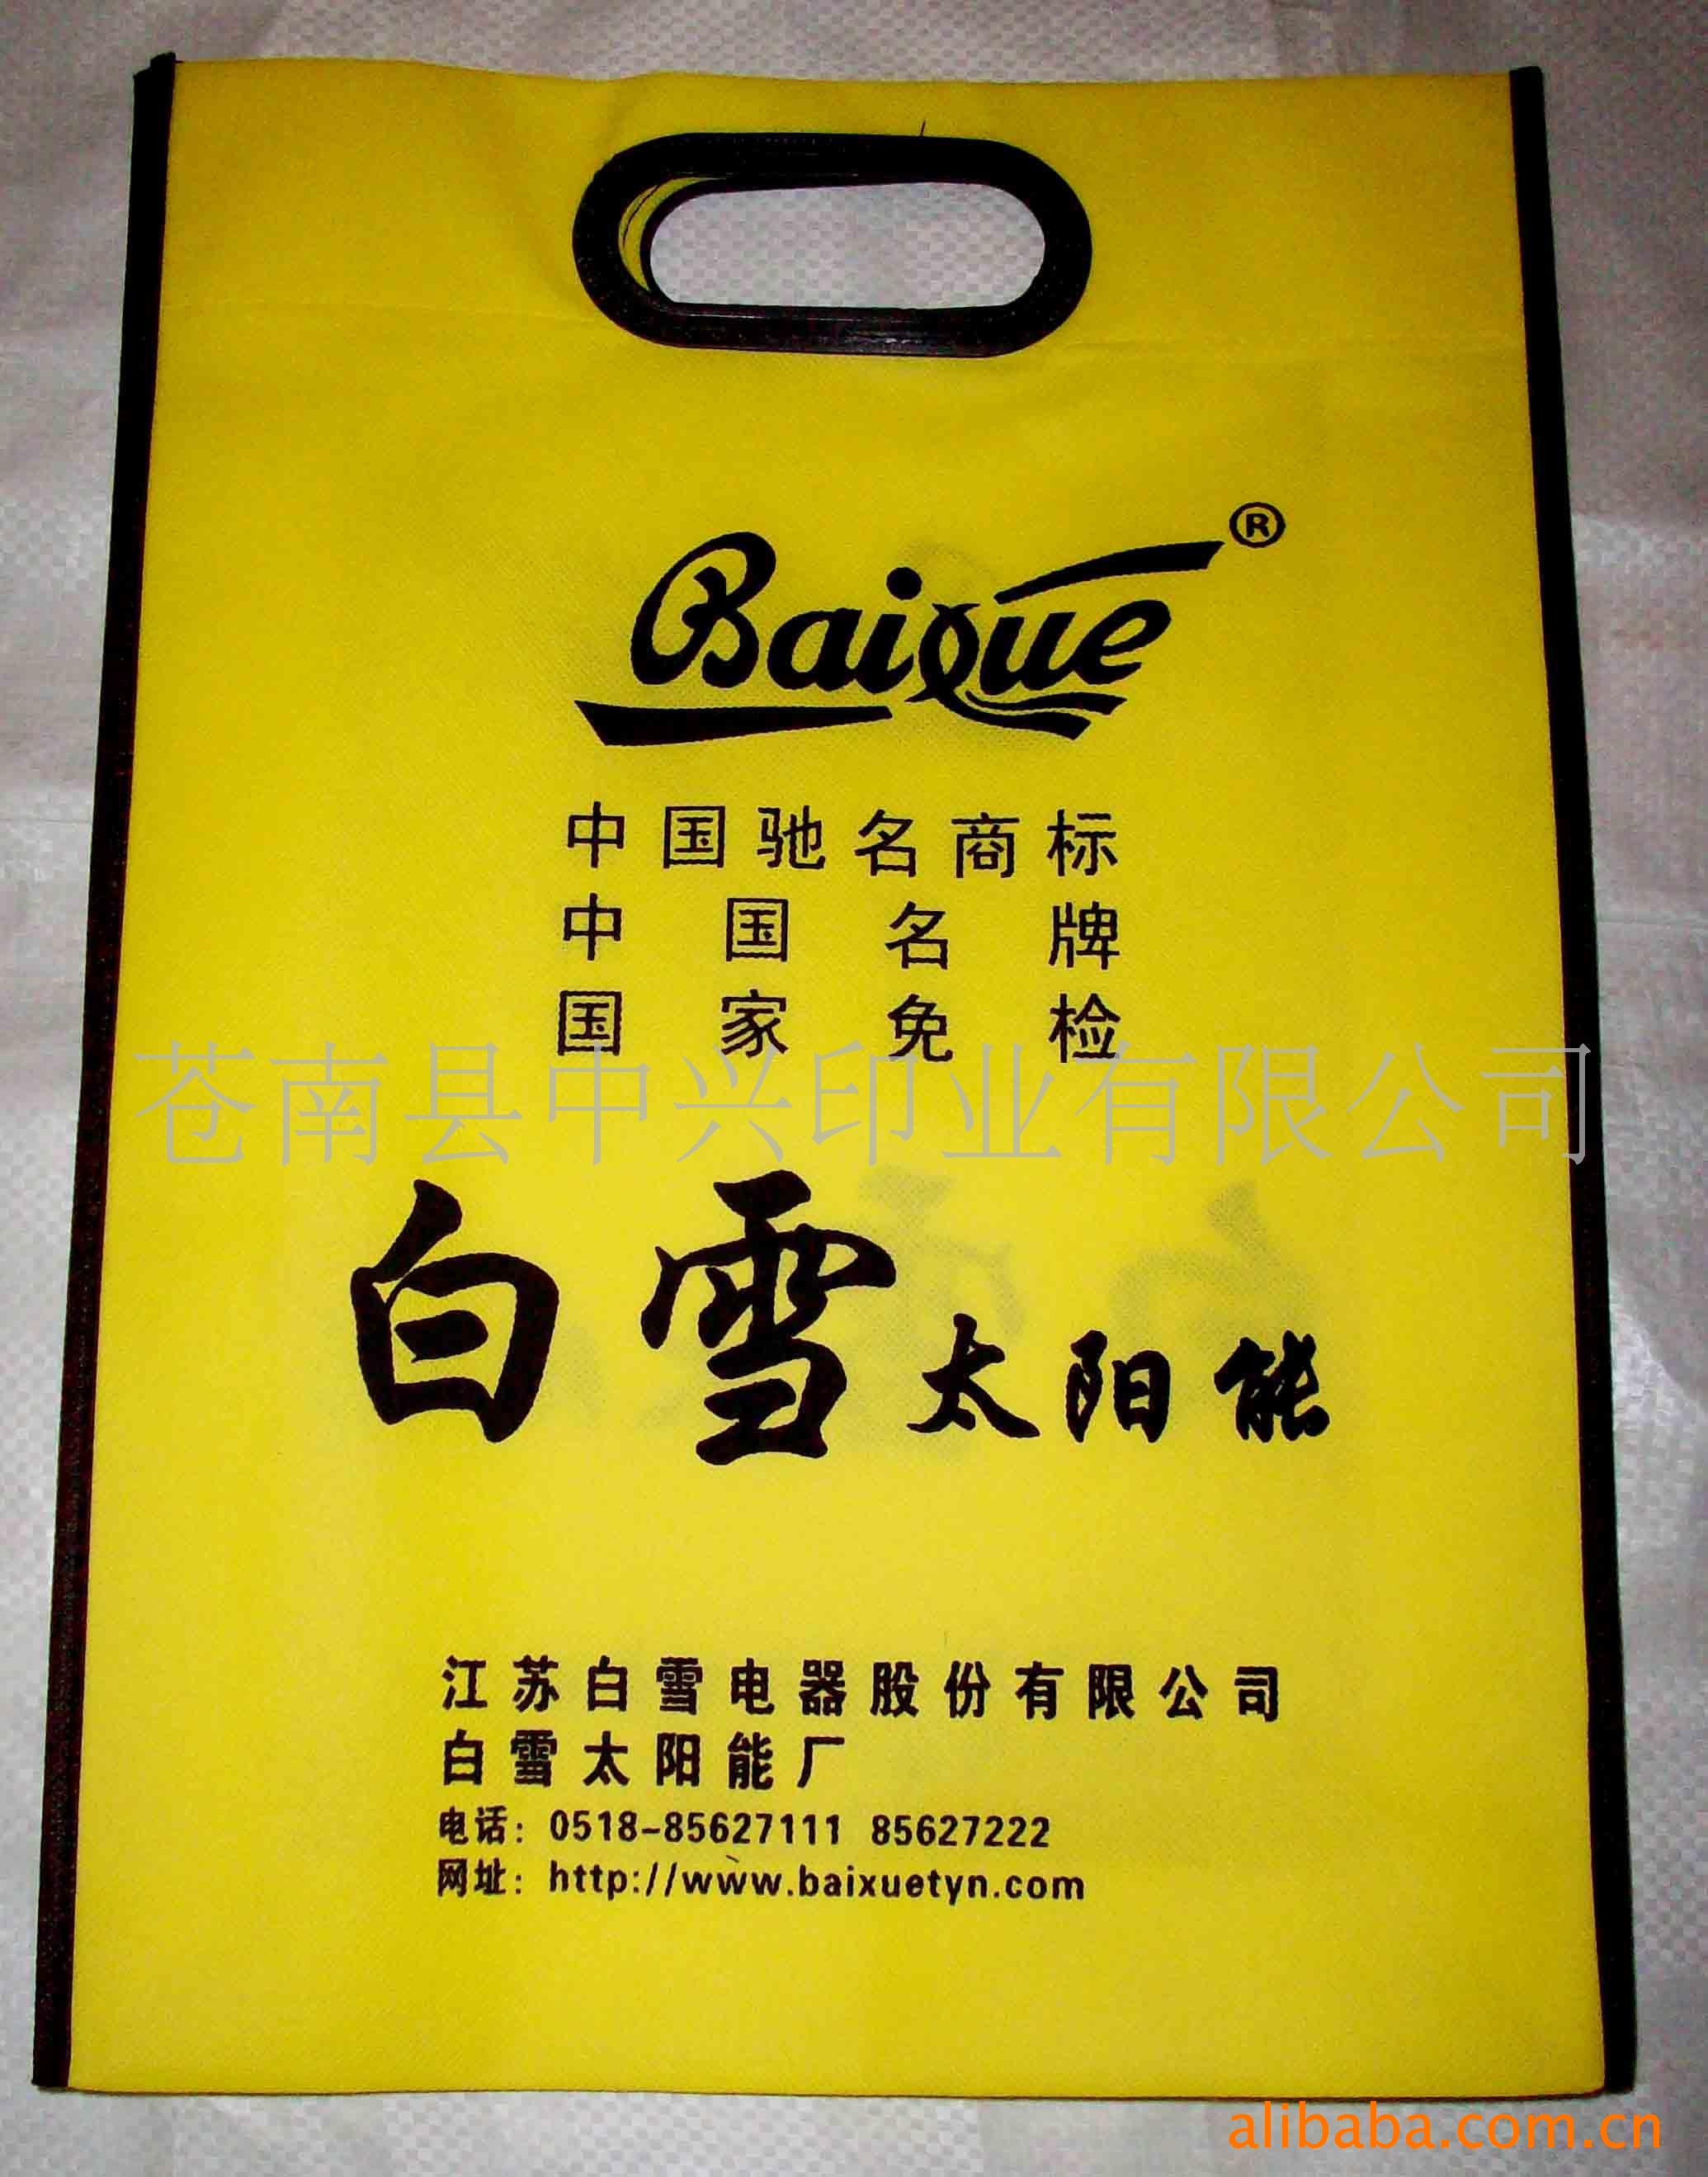 Baixue®
中国驰名商标
中国名牌
国家免检
苍南县中兴印业有限公司
白雪太阳能
江苏白雪电器股份有限公司
白雪太阳能厂
电话：0518-85627111 85627222
网址：http://www.baixuetyn.com
alibaba.com.cn